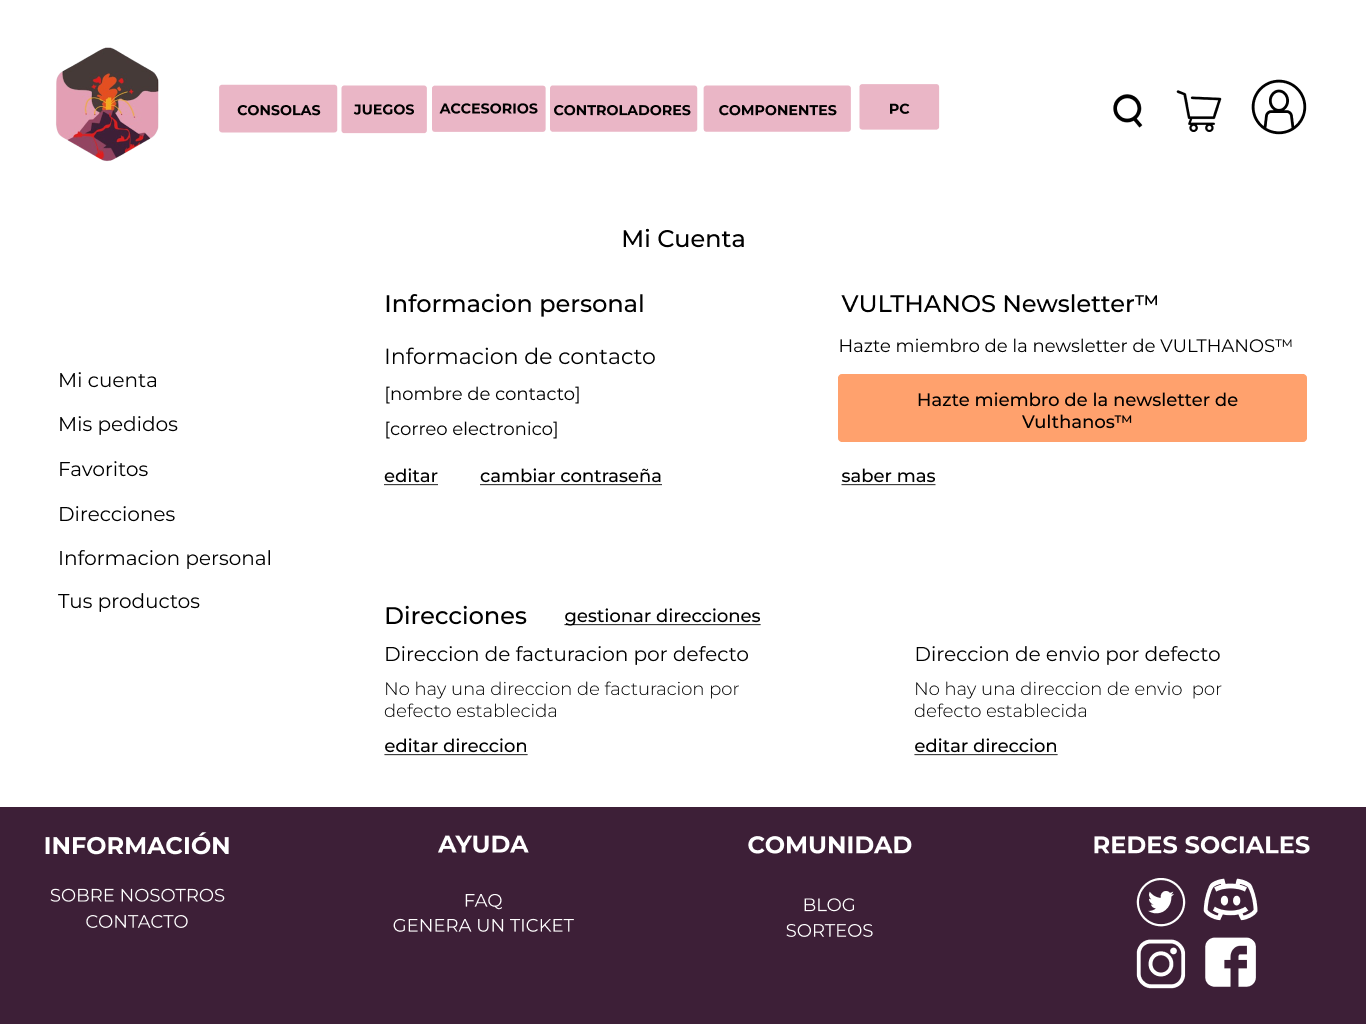 CONSOLAS
JUEGOS
ACCESORIOS
CONTROLADORES
COMPONENTES
PC
Mi Cuenta
Mi cuenta
Mis pedidos
Favoritos
Direcciones
Informacion personal
Tus productos
Informacion personal
Informacion de contacto
[nombre de contacto]
[correo electronico]
editar
cambiar contraseña
VULTHANOS Newsletter™
Hazte miembro de la newsletter de VULTHANOS™
Hazte miembro de la newsletter de
Vulthanos™
saber mas
Direcciones
gestionar direcciones
Direccion de facturacion por defecto
No hay una direccion de facturacion por
defecto establecida
editar direccion
Direccion de envio por defecto
No hay una direccion de envio  por
defecto establecida
editar direccion
INFORMACIÓN
SOBRE NOSOTROS
CONTACTO
AYUDA
FAQ
GENERA UN TICKET
COMUNIDAD
BLOG
SORTEOS
REDES SOCIALES